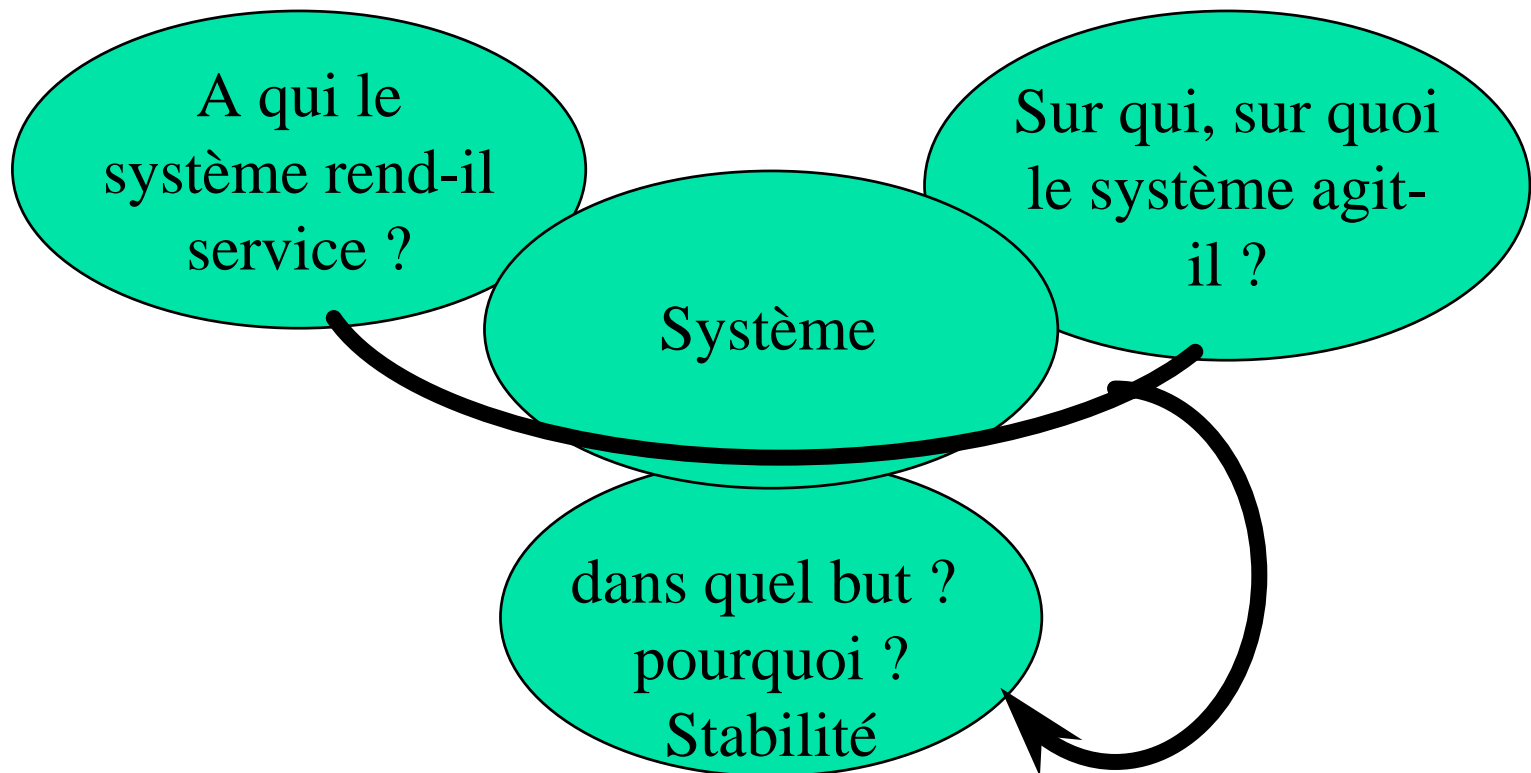 A qui le
système rend-il
service ?
Sur qui, sur quoi
le système agit-
il ?
Système
dans quel but ?
pourquoi ?
Stabilité